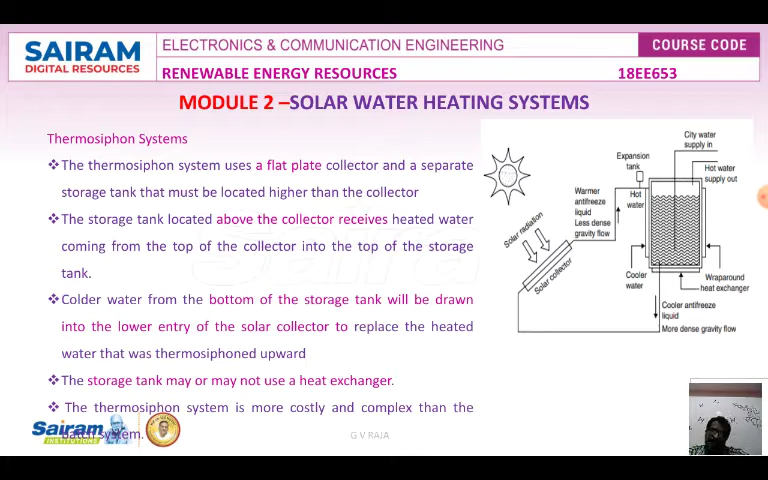 SAIRAM
DIGITAL RESOURCES
ELECTRONICS & COMMUNICATION ENGINEERING
COURSE CODE
RENEWABLE ENERGY RESOURCES
18EE653
MODULE 2 –SOLAR WATER HEATING SYSTEMS
Thermosiphon Systems
❖The thermosiphon system uses a flat plate collector and a separate
storage tank that must be located higher than the collector
❖The storage tank located above the collector receives heated water
coming from the top of the collector into the top of the storage
tank.
❖Colder water from the bottom of the storage tank will be drawn
into the lower entry of the solar collector to replace the heated
water that was thermosiphoned upward
❖The storage tank may or may not use a heat exchanger.
❖ The thermosiphon system is more costly and complex than the
batch system.
City water
supply in
Expansion
tank
Hot water
supply out
Warmer
antifreeze
liquid
Less dense
gravity flow
Hot
water
Solar radiation
Solar collector
Cooler
water
Wraparound
heat exchanger
Cooler antifreeze
liquid
More dense gravity flow
Sairam
INSTITUTIONS
G V RAJA